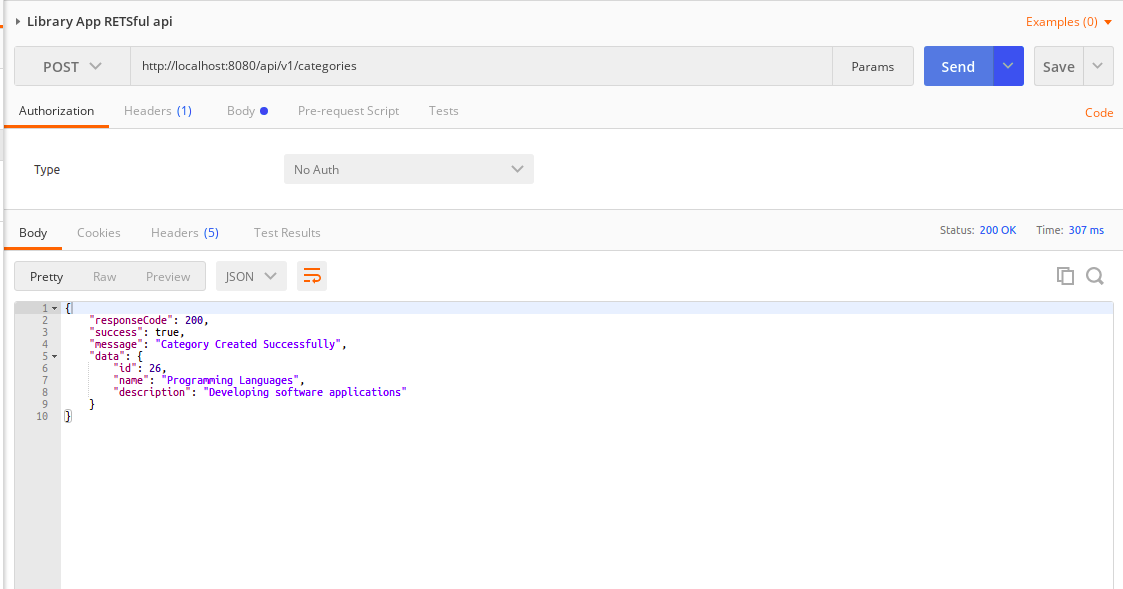 Library App RETSful api
Examples (0)
POST http://localhost:8080/api/v1/categories Params Send Save
Authorization Headers (1) Body Pre-request Script Tests Code
Type No Auth
Body Cookies Headers (5) Test Results Status: 200 OK Time: 307 ms
Pretty Raw Preview JSON
1 {
2 "responseCode": 200,
3 "success": true,
4 "message": "Category Created Successfully",
5 "data": {
6 "id": 26,
7 "name": "Programming Languages",
8 "description": "Developing software applications"
9 }
10 }